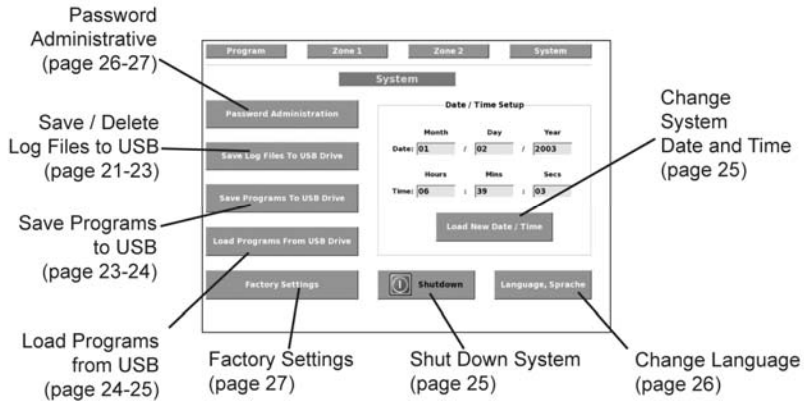 Password
Administrative
(page 26-27)
Save / Delete
Log Files to USB
(page 21-23)
Save Programs
to USB
(page 23-24)
Load Programs
from USB
(page 24-25)
Program
Zone 1
Zone 2
System
System
Password Administration
Save Log Files To USB Drive
Save Programs To USB Drive
Load Programs From USB Drive
Factory Settings
Date / Time Setup
Month Day Year
Date: 01 / 02 / 2003
Hours Mins Secs
Time: 06 : 39 : 03
Load New Date / Time
Shutdown
Language, Sprache
Change
System
Date and Time
(page 25)
Factory Settings
(page 27)
Shut Down System
(page 25)
Change Language
(page 26)